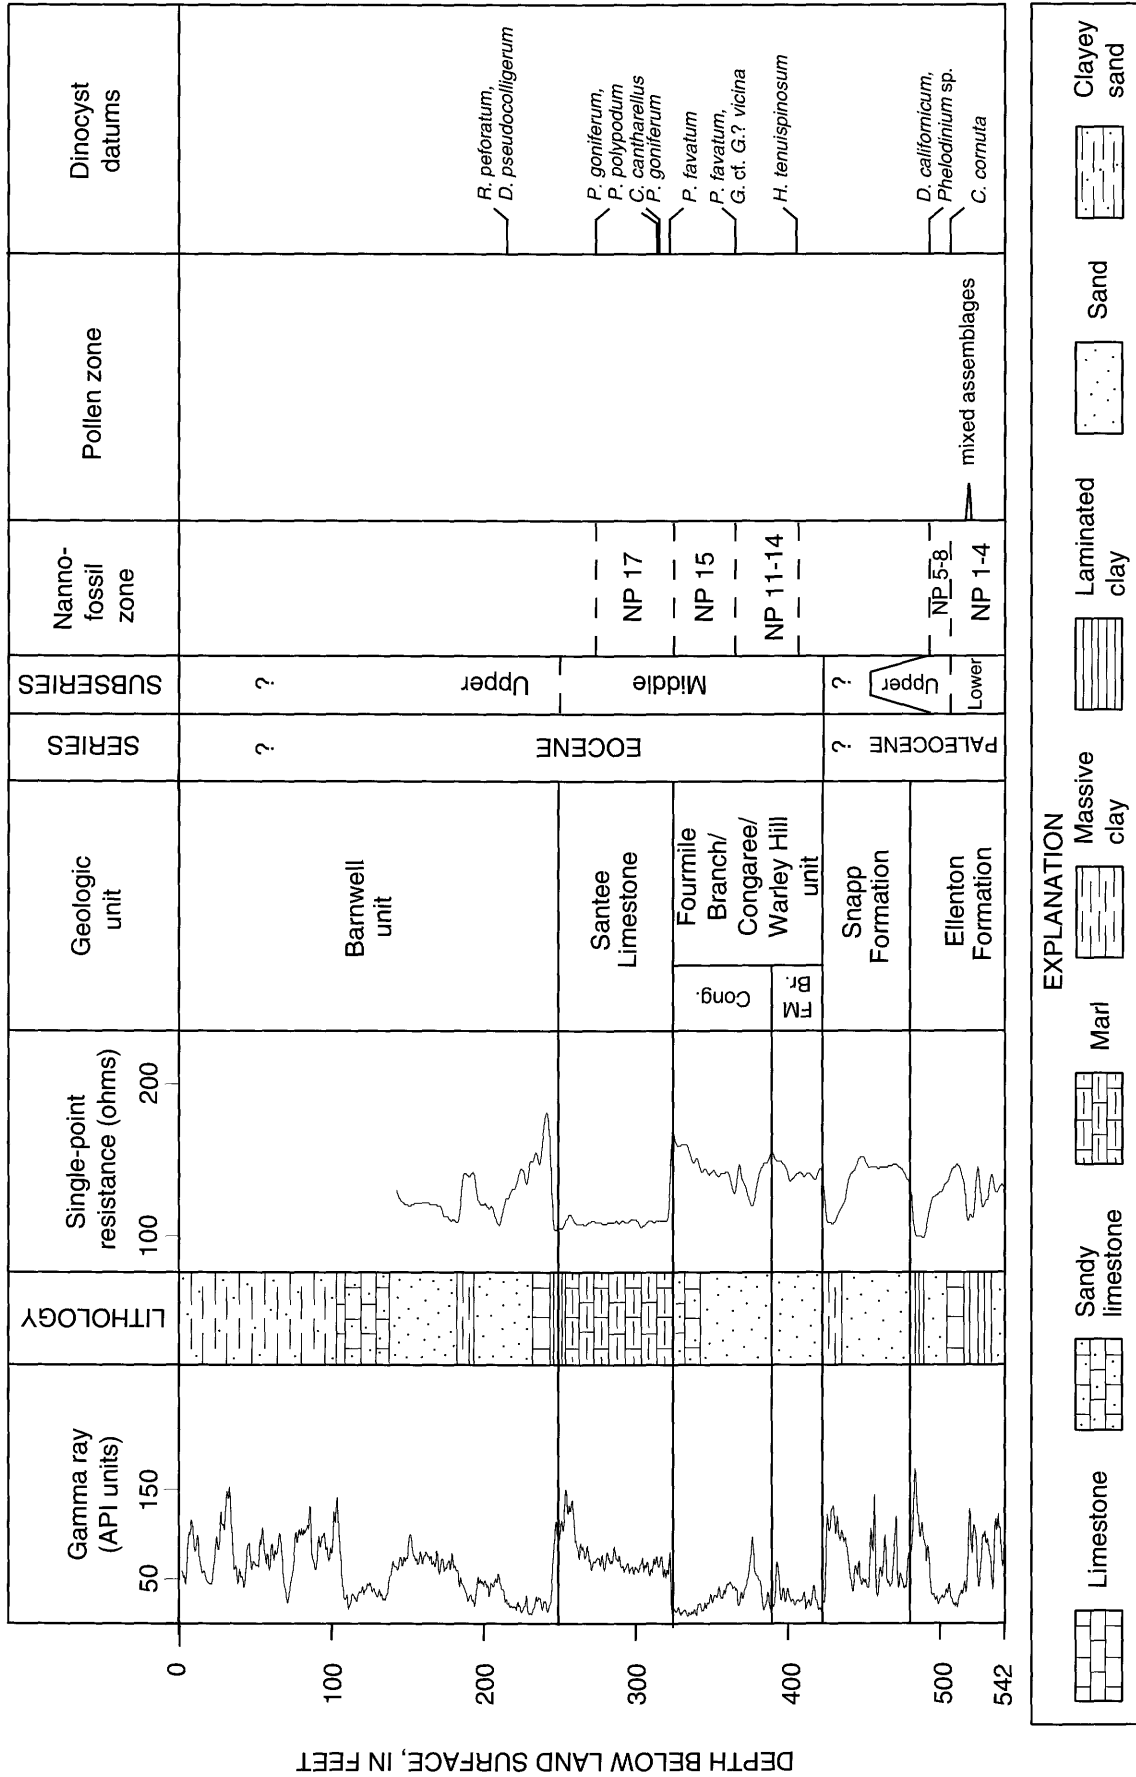 DEPTH BELOW LAND SURFACE, IN FEET
0
100
200
300
400
500
542
Gamma ray
(API units)
50
150
LITHOLOGY
Single-point
resistance (ohms)
100
200
Geologic
unit
Barnwell
unit
Santee
Limestone
Fourmile
Branch/
Congaree/
Warley Hill
unit
Cong.
FM
Br.
Snapp
Formation
Ellenton
Formation
SERIES
?
EOCENE
?
PALEOCENE
SUBSERIES
?
Upper
Middle
?
Upper
Lower
Nanno-
fossil
zone
NP 17
NP 15
NP 11-14
NP 5-8
NP 1-4
Pollen zone
mixed assemblages
Dinocyst
datums
R. peforatum,
D. pseudocolligerum
P. goniferum,
P. polypodum
C. cantharellus
P. goniferum
P. favatum
P. favatum,
G. cf. G.? vicina
H. tenuispinosum
D. californicum,
Phelodinium sp.
C. cornuta
EXPLANATION
Limestone
Sandy
limestone
Marl
Massive
clay
Laminated
clay
Sand
Clayey
sand